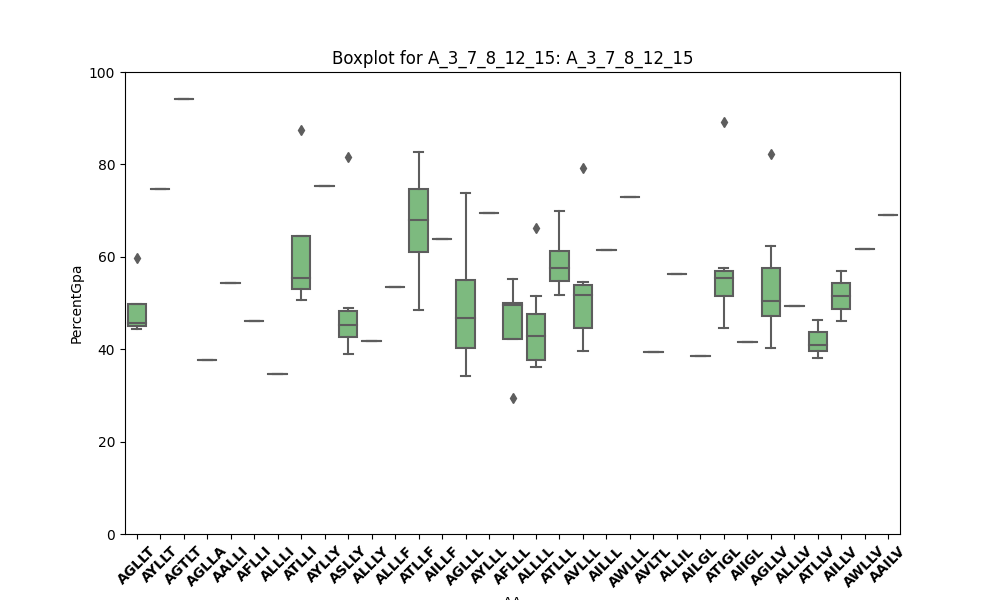 Boxplot for A_3_7_8_12_15: A_3_7_8_12_15
100
80
60
40
20
0
PercentGpa
AGLLT
AYLLT
AGTLT
AGLLA
AALLI
AFLLI
ALLLI
ATLLI
AYLLY
ASLLY
ALLLY
ALLLF
ATLLF
AILLF
AGLLL
AYLLL
AFLLL
ALLLL
ATLLL
AVLLL
AILLL
AWLLL
AVLTL
ALLIL
AILGL
ATIGL
AIIGL
AGLLV
ALLLV
ATLLV
AILLV
AWLLV
AAILV
AA